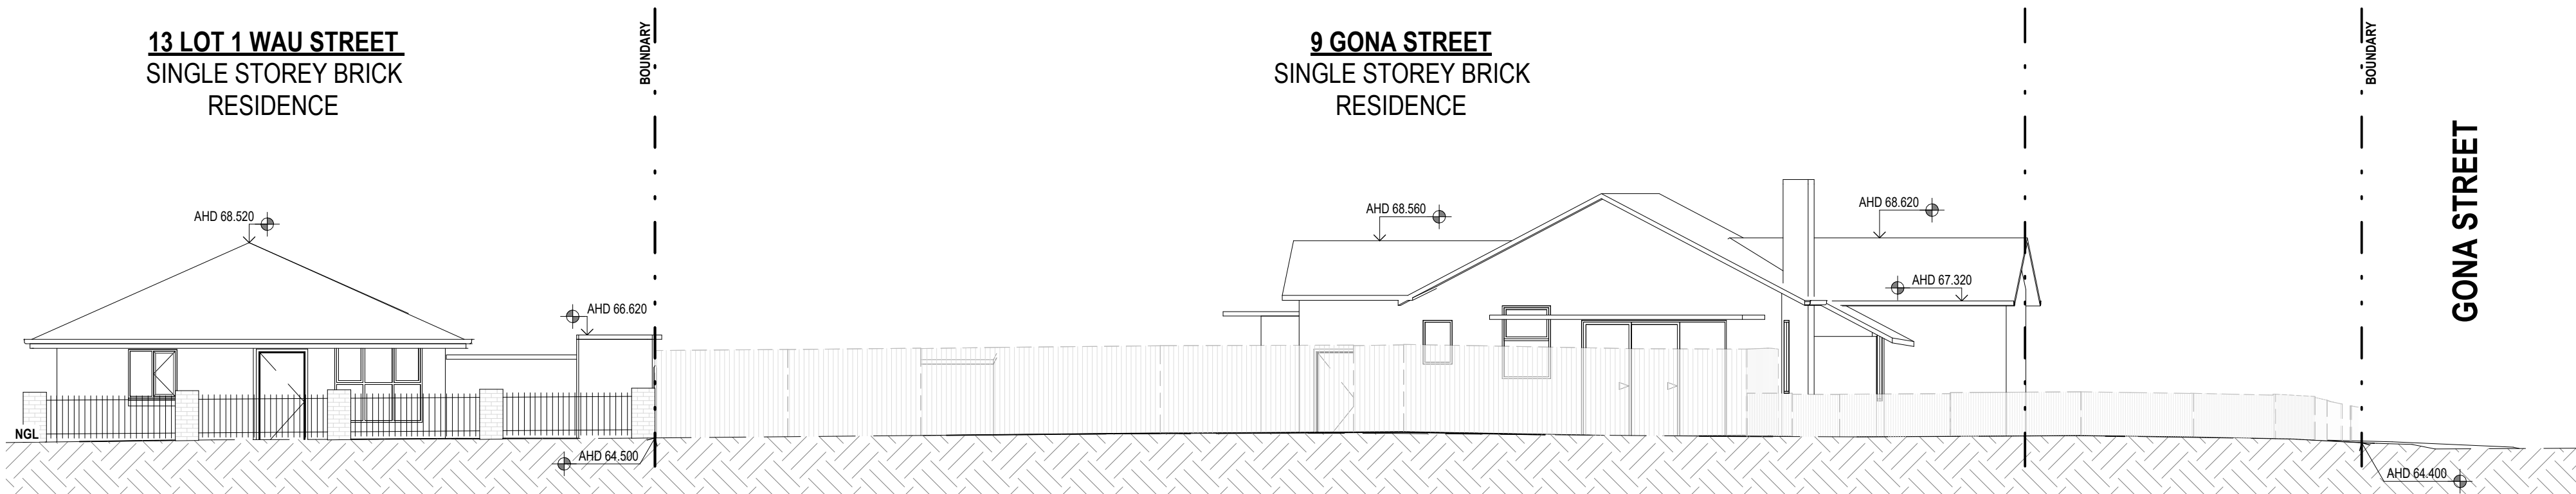 13 LOT 1 WAU STREET
SINGLE STOREY BRICK
RESIDENCE
BOUNDARY
9 GONA STREET
SINGLE STOREY BRICK
RESIDENCE
BOUNDARY
GONA STREET
AHD 68.520
AHD 66.620
AHD 68.560
AHD 68.620
AHD 67.320
NGL
AHD 64.500
AHD 64.400